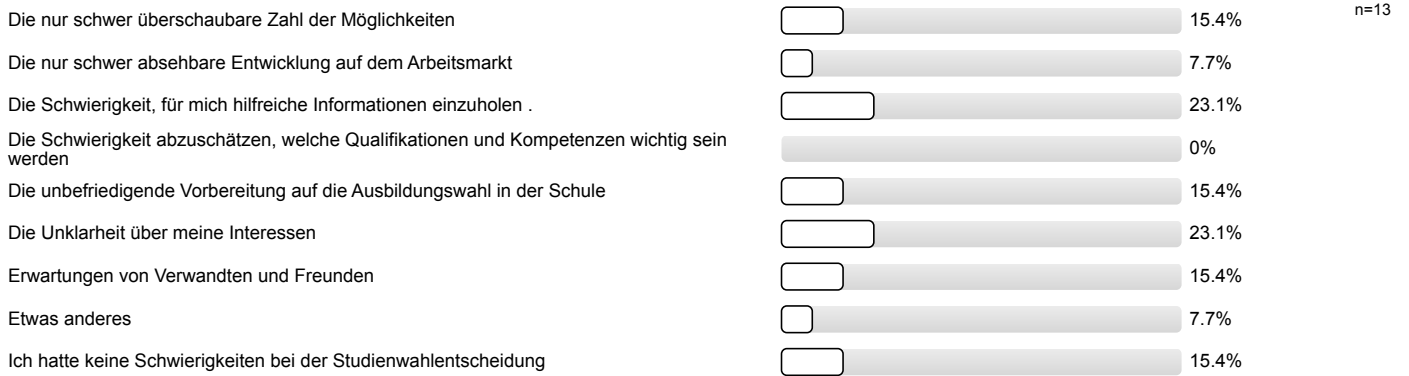 Die nur schwer überschaubare Zahl der Möglichkeiten 15.4% n=13
Die nur schwer absehbare Entwicklung auf dem Arbeitsmarkt 7.7%
Die Schwierigkeit, für mich hilfreiche Informationen einzuholen . 23.1%
Die Schwierigkeit abzuschätzen, welche Qualifikationen und Kompetenzen wichtig sein
werden 0%
Die unbefriedigende Vorbereitung auf die Ausbildungswahl in der Schule 15.4%
Die Unklarheit über meine Interessen 23.1%
Erwartungen von Verwandten und Freunden 15.4%
Etwas anderes 7.7%
Ich hatte keine Schwierigkeiten bei der Studienwahlentscheidung 15.4%